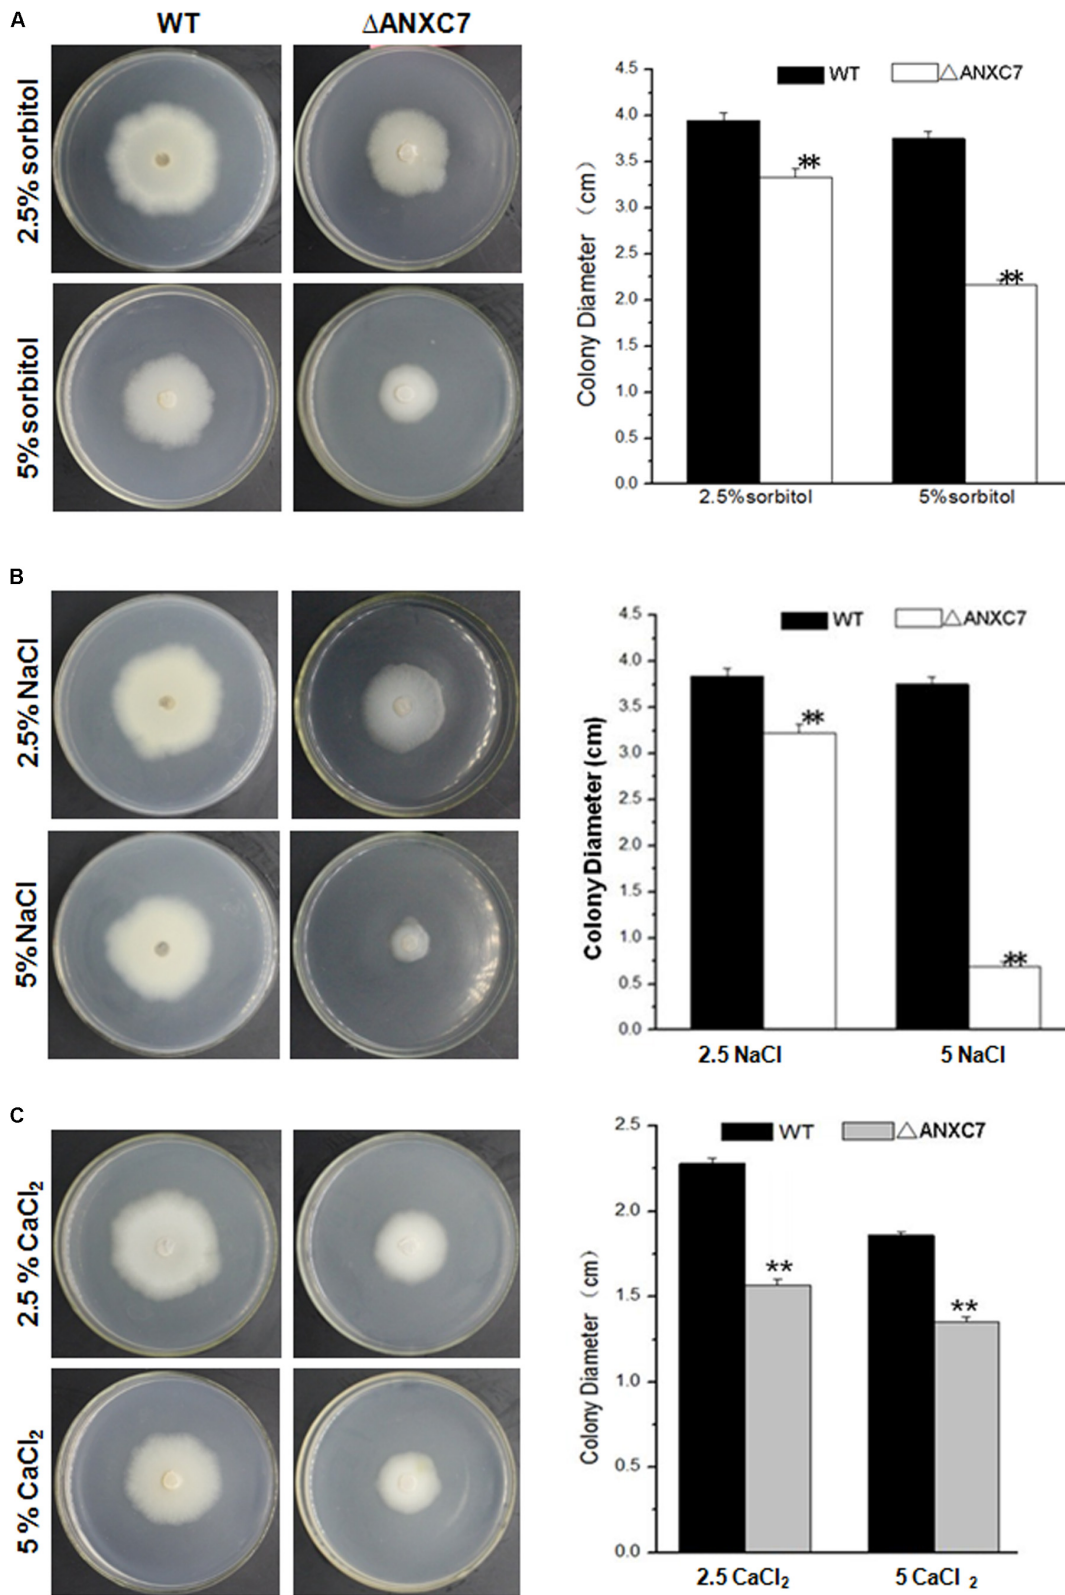 A
WT
ΔANXC7
2.5% sorbitol
5%sorbitol
WT
△ANXC7
Colony Diameter （cm）
4.5
4.0
3.5
3.0
2.5
2.0
1.5
1.0
0.5
0.0
**
**
2.5%sorbitol
5%sorbitol
B
2.5% NaCl
5%NaCl
WT
△ANXC7
Colony Diameter (cm)
4.5
4.0
3.5
3.0
2.5
2.0
1.5
1.0
0.5
0.0
**
**
2.5 NaCl
5 NaCl
C
2.5 % CaCl₂
5 % CaCl₂
WT
△ANXC7
Colony Diameter （cm）
2.5
2.0
1.5
1.0
0.5
0.0
**
**
2.5 CaCl₂
5 CaCl ₂